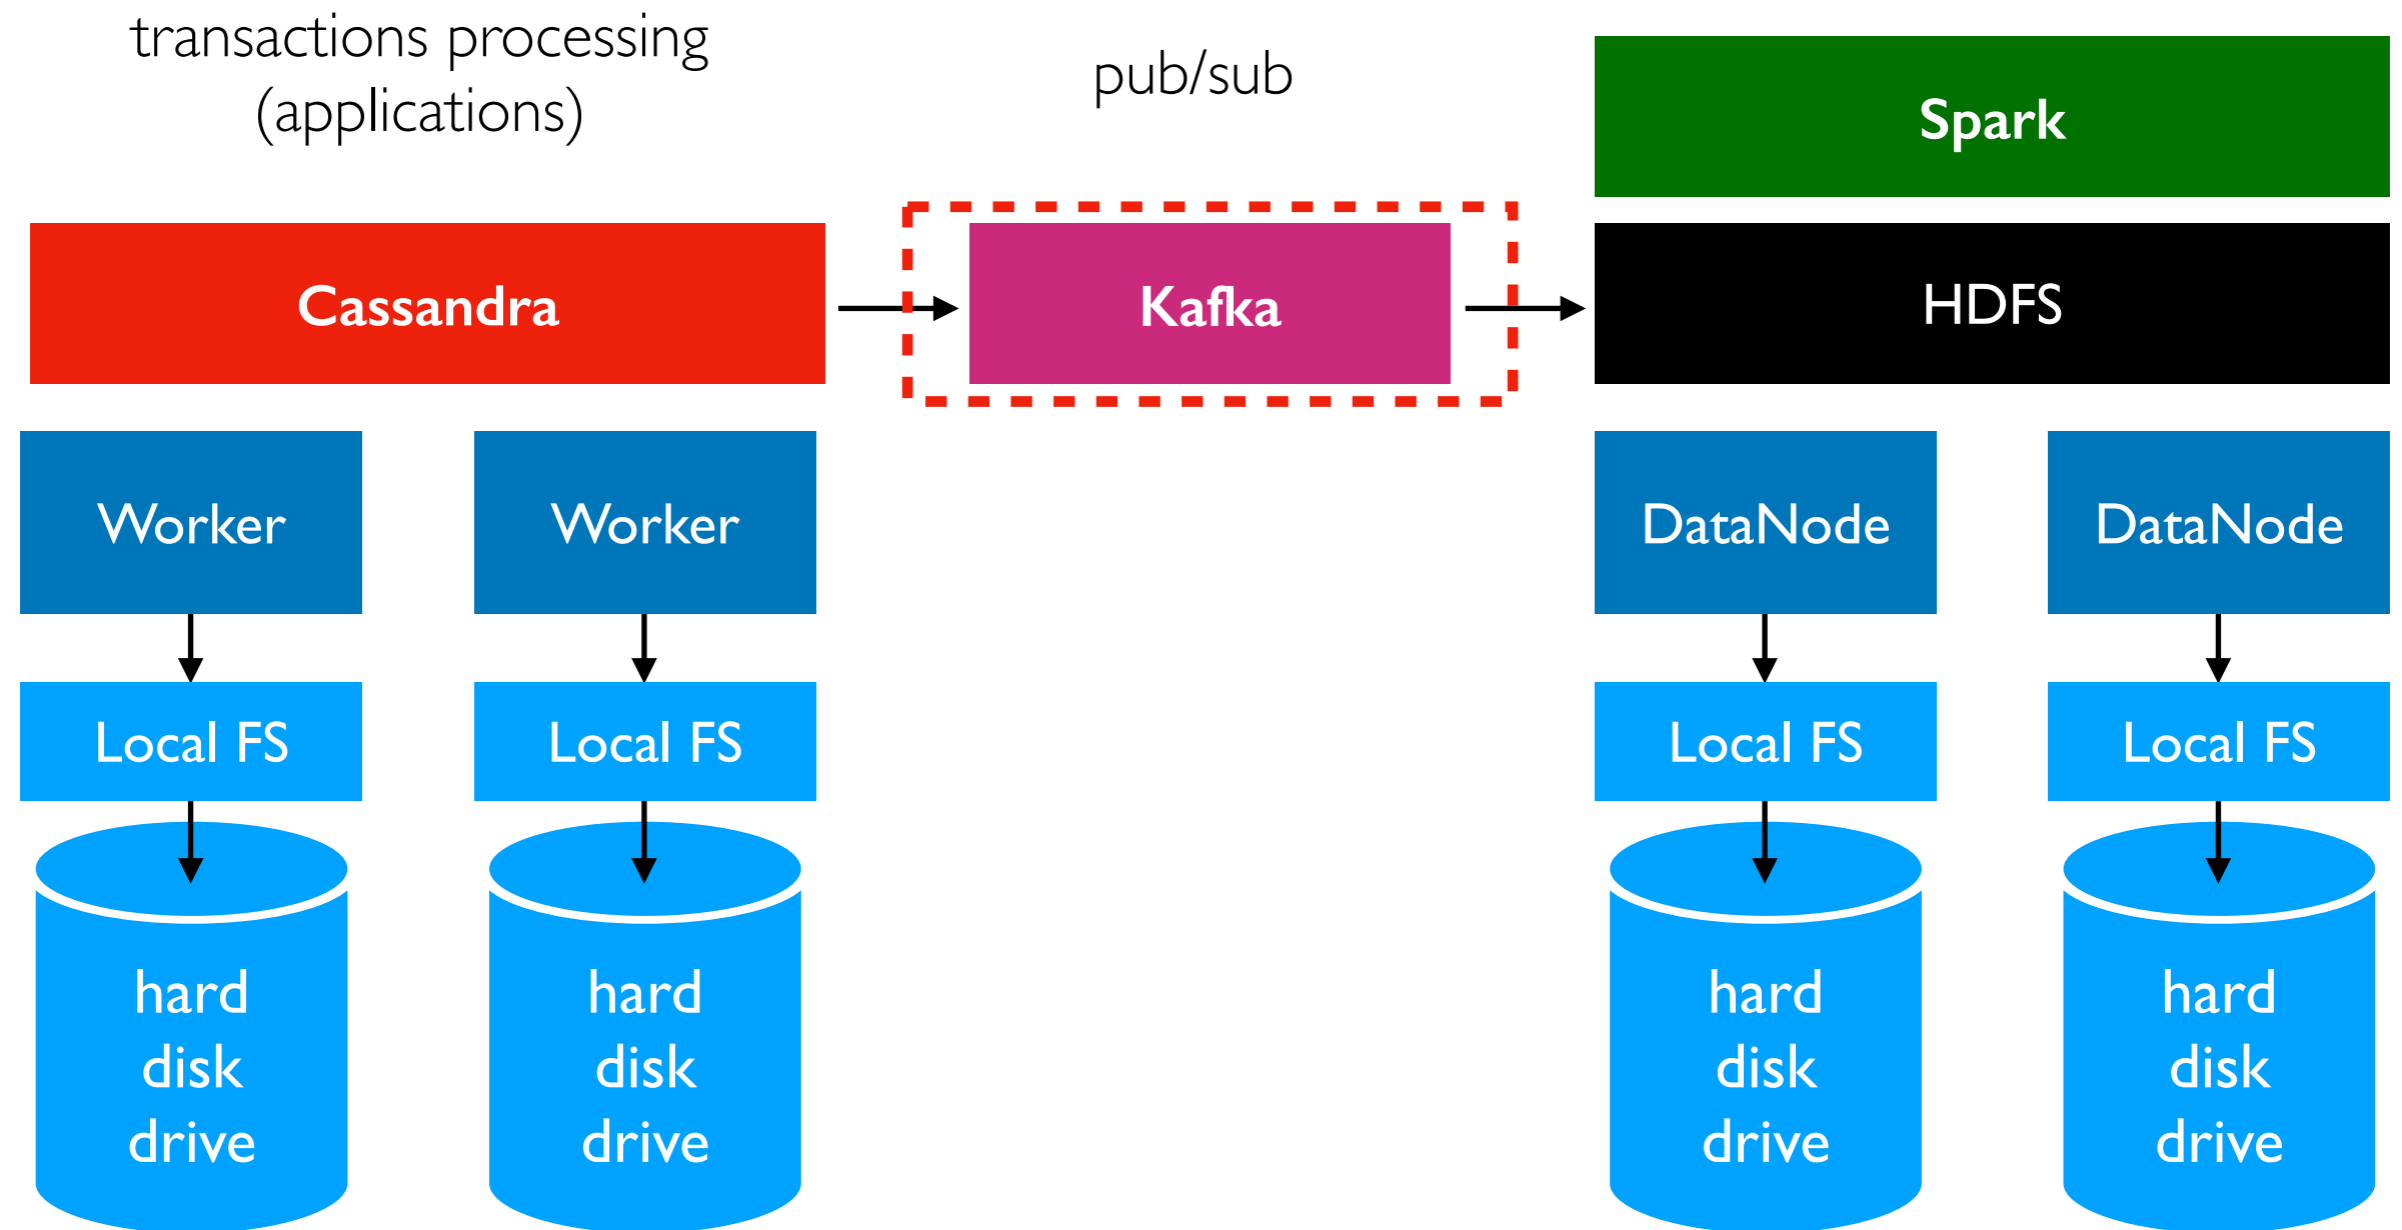 transactions processing
(applications)
pub/sub
Spark
Cassandra
Kafka
HDFS
Worker
Worker
DataNode
DataNode
Local FS
Local FS
Local FS
Local FS
hard
disk
drive
hard
disk
drive
hard
disk
drive
hard
disk
drive